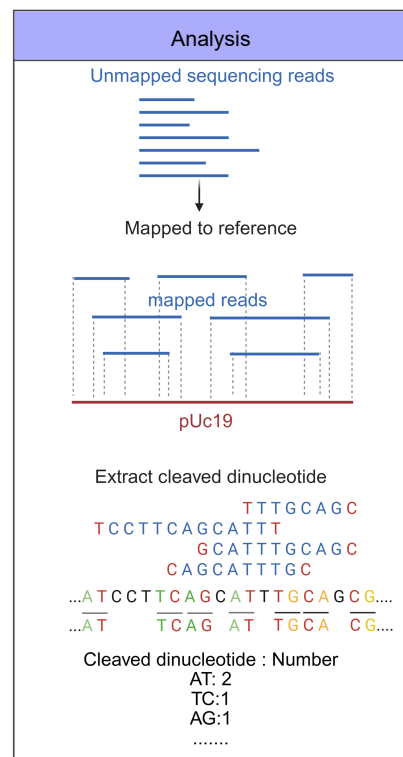 Analysis
Unmapped sequencing reads
Mapped to reference
mapped reads
pUc19
Extract cleaved dinucleotide
TTTGCAGC
TCCTTCAGCATTT
GCATTTGCAGC
CAGCATTTGC
...ATCCTTCAGCATTTGCAGCG....
AT TCAG AT TGCA CG
Cleaved dinucleotide : Number
AT: 2
TC:1
AG:1
.......